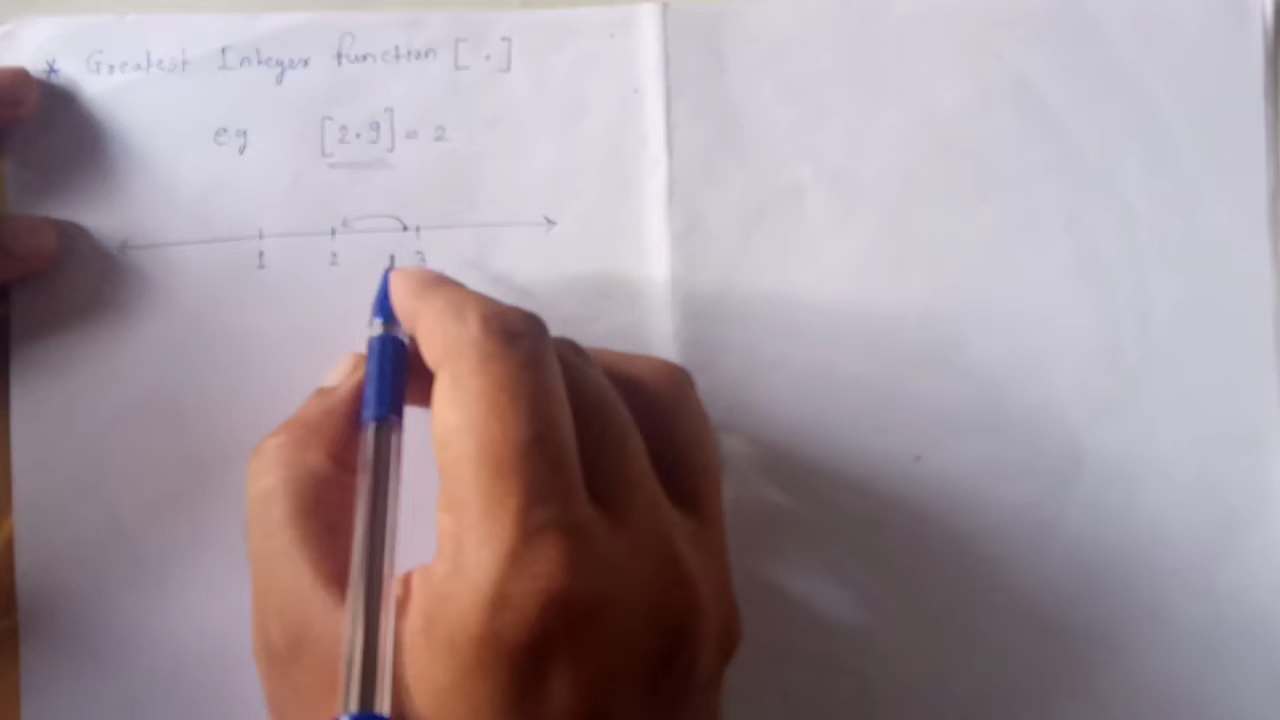 * Greatest Integer function [ . ]
eg [2.9] = 2
1 2 3